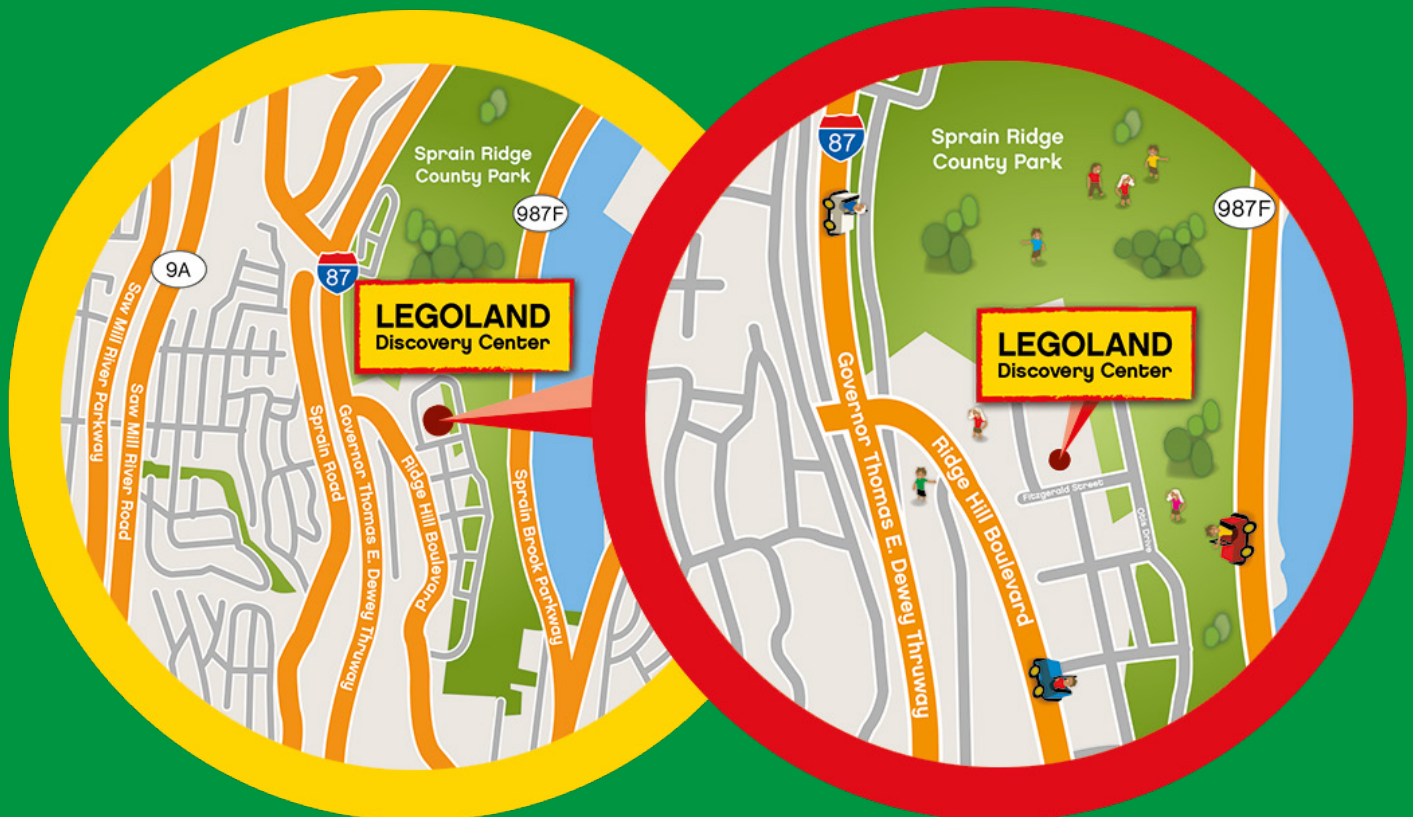 Sprain Ridge
County Park
987F
9A
87
LEGOLAND
Discovery Center
Saw Mill River Parkway
Saw Mill River Road
Sprain Road
Governor Thomas E. Dewey Thruway
Ridge Hill Boulevard
Sprain Brook Parkway
87
Sprain Ridge
County Park
987F
LEGOLAND
Discovery Center
Governor Thomas E. Dewey Thruway
Ridge Hill Boulevard
Fitzgerald Street
Otis Drive